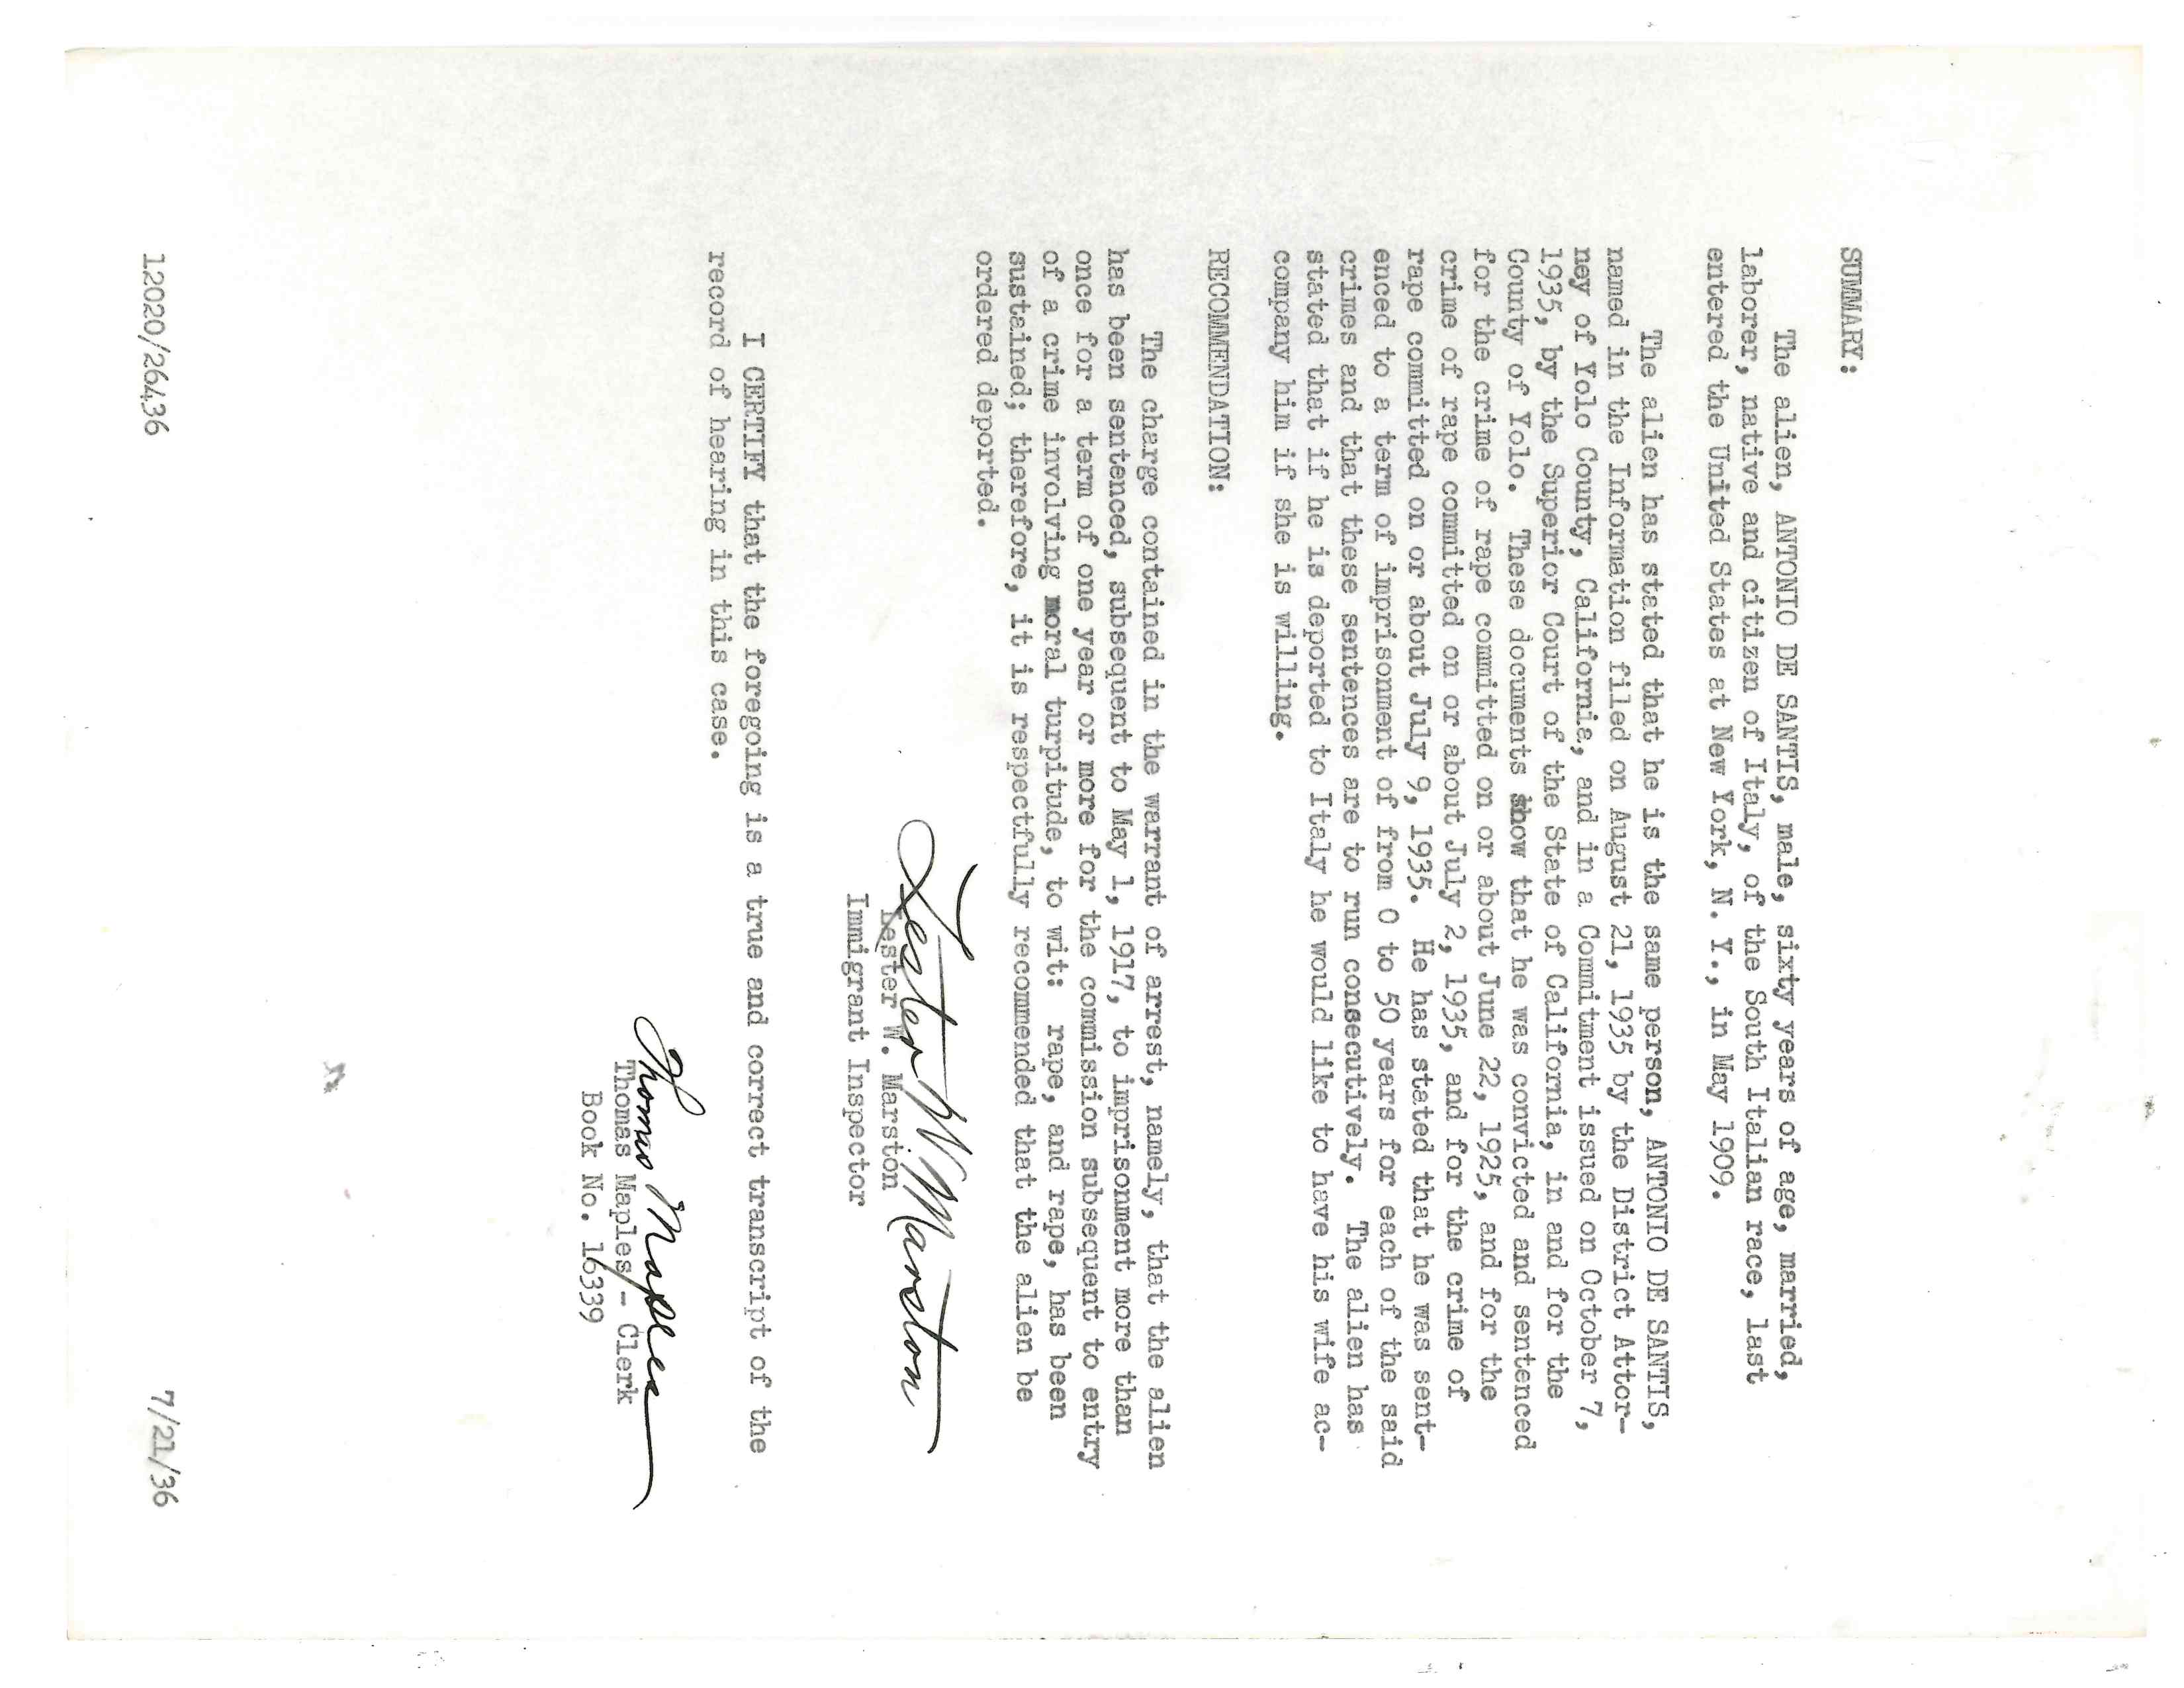 SUMMARY:
The alien, ANTONIO DE SANTIS, male, sixty years of age, married,
laborer, native and citizen of Italy, of the South Italian race, last
entered the United States at New York, N. Y., in May 1909.
The alien has stated that he is the same person, ANTONIO DE SANTIS,
named in the Information filed on August 21, 1935 by the District Attor-
ney of Yolo County, California, and in a Commitment issued on October 7,
1935, by the Superior Court of the State of California, in and for the
County of Yolo. These documents show that he was convicted and sentenced
for the crime of rape committed on or about June 22, 1925, and for the
crime of rape committed on or about July 2, 1935, and for the crime of
rape committed on or about July 9, 1935. He has stated that he was sent-
enced to a term of imprisonment of from 0 to 50 years for each of the said
crimes and that these sentences are to run consecutively. The alien has
stated that if he is deported to Italy he would like to have his wife ac-
company him if she is willing.
RECOMMENDATION:
The charge contained in the warrant of arrest, namely, that the alien
has been sentenced, subsequent to May 1, 1917, to imprisonment more than
once for a term of one year or more for the commission subsequent to entry
of a crime involving moral turpitude, to wit: rape, and rape, has been
sustained; therefore, it is respectfully recommended that the alien be
ordered deported.
Lester W. Marston
Lester W. Marston
Immigrant Inspector
I CERTIFY that the foregoing is a true and correct transcript of the
record of hearing in this case.
Thomas Maples
Thomas Maples - Clerk
Book No. 16339
12020/26436
7/21/36